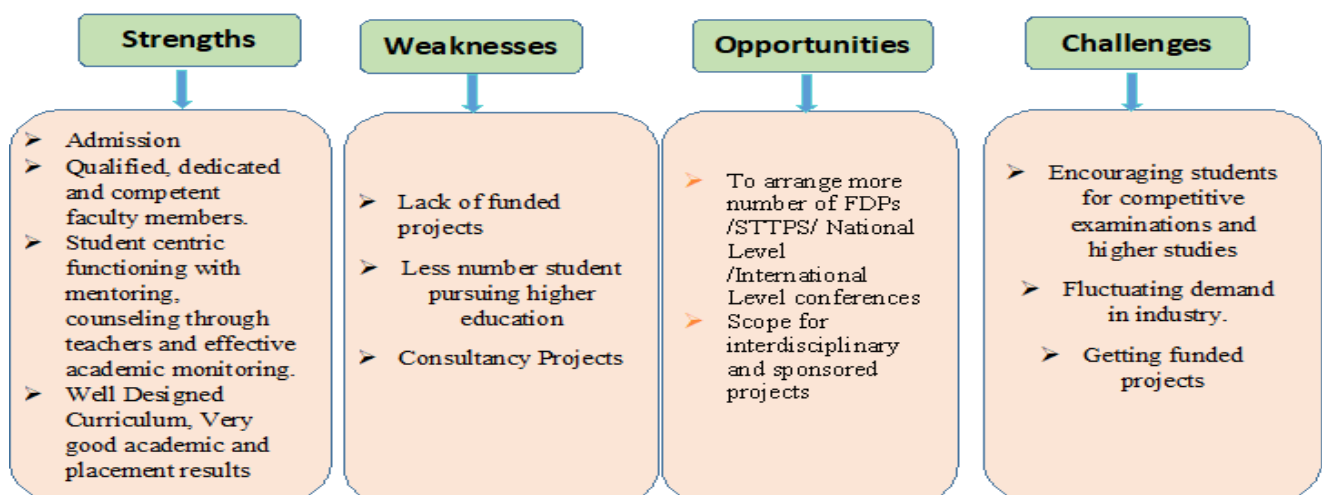 Strengths
Admission
Qualified, dedicated
and competent
faculty members.
Student centric
functioning with
mentoring,
counseling through
teachers and effective
academic monitoring.
Well Designed
Curriculum, Very
good academic and
placement results
Weaknesses
Lack of funded
projects
Less number student
pursuing higher
education
Consultancy Projects
Opportunities
To arrange more
number of FDPs
/STTPS/ National
Level
/International
Level conferences
Scope for
interdisciplinary
and sponsored
projects
Challenges
Encouraging students
for competitive
examinations and
higher studies
Fluctuating demand
in industry.
Getting funded
projects